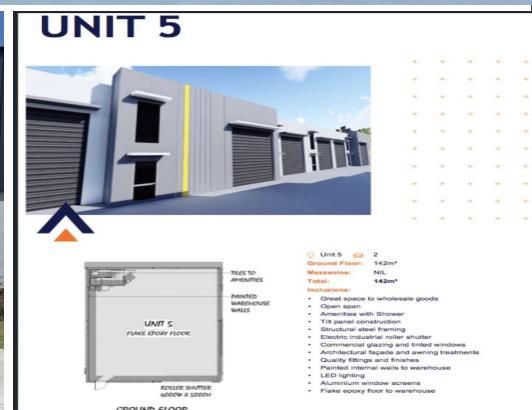 UNIT 5
Unit 5 2
Ground Floor: 142m²
Mezzanine: NIL
Total: 142m²
Inclusions:
• Great space to wholesale goods
• Open span
• Amenities with Shower
• Tilt panel construction
• Structural steel framing
• Electric industrial roller shutter
• Commercial glazing and tinted windows
• Architectural façade and awning treatments
• Quality fittings and finishes
• Painted internal walls to warehouse
• LED lighting
• Aluminium window screens
• Flake epoxy floor to warehouse
TILES TO
AMENITIES
PAINTED
WAREHOUSE
WALLS
UNIT 5
FLAKE EPOXY FLOOR
ROLLER SHUTTER
4000W X 5000H
GROUND FLOOR